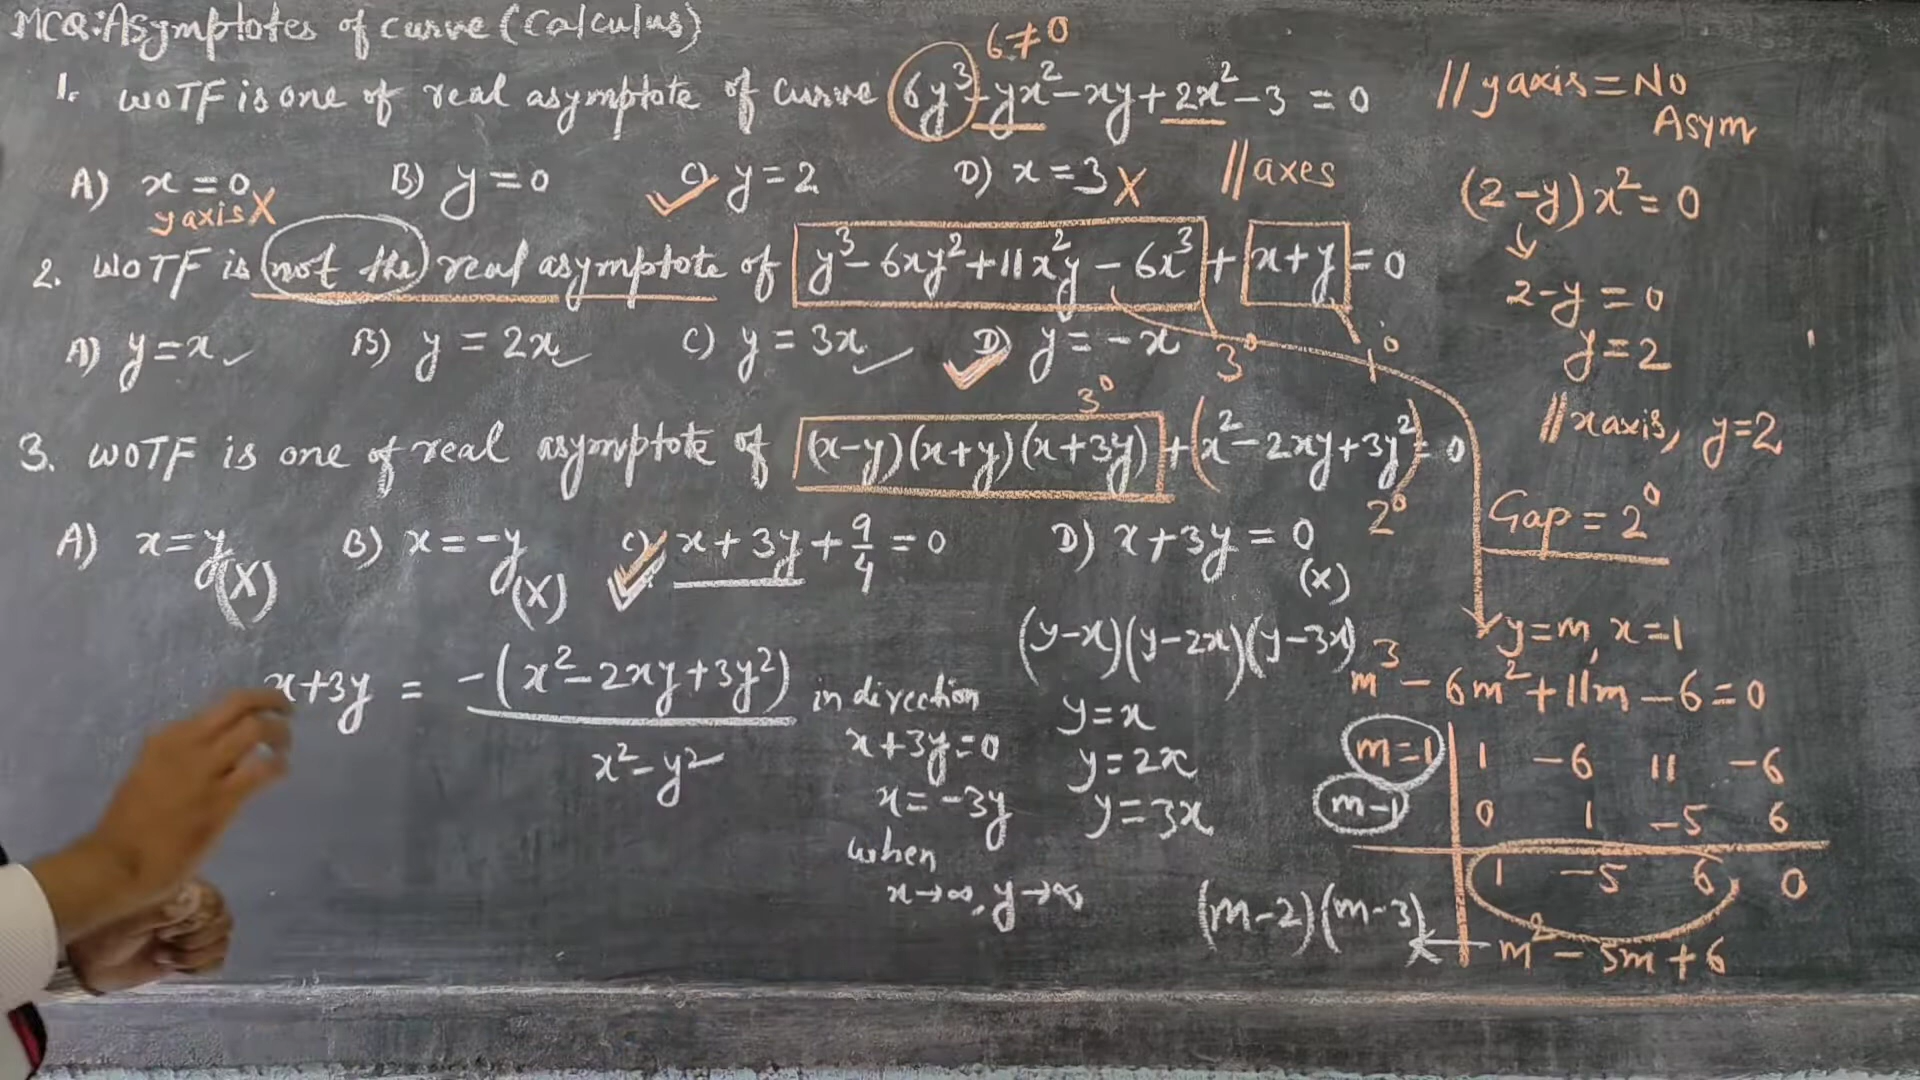 MCQ: Asymptotes of curve (Calculus)
6≠0
1. WOTF is one of real asymptote of curve 6y³-yx²-xy+2x²-3 = 0
A) x=0 B) y=0 C) y=2 D) x=3 X
y axis X
// axes
2. WOTF is not the real asymptote of y³-6xy²+11x²y-6x³+x+y=0
A) y=x B) y=2x C) y=3x D) y=-x
3° 1°
3°
3. WOTF is one of real asymptote of (x-y)(x+y)(x+3y)+(x²-2xy+3y²)=0
2°
A) x=y (X) B) x=-y (X) C) x+3y+9/4=0 D) x+3y=0 (X)
x+3y = -(x²-2xy+3y²)/x²-y² in direction
x+3y=0
x=-3y
when
x→∞, y→∞
(y-x)(y-2x)(y-3x)
y=x
y=2x
y=3x
// y axis = No
Asym
(2-y)x²=0
2-y=0
y=2
// x axis, y=2
Gap=2°
y=m, x=1
m³-6m²+11m-6=0
m=1 | 1 -6 11 -6
m-1 | 0 1 -5 6
1 -5 6 0
(m-2)(m-3) ← m²-5m+6